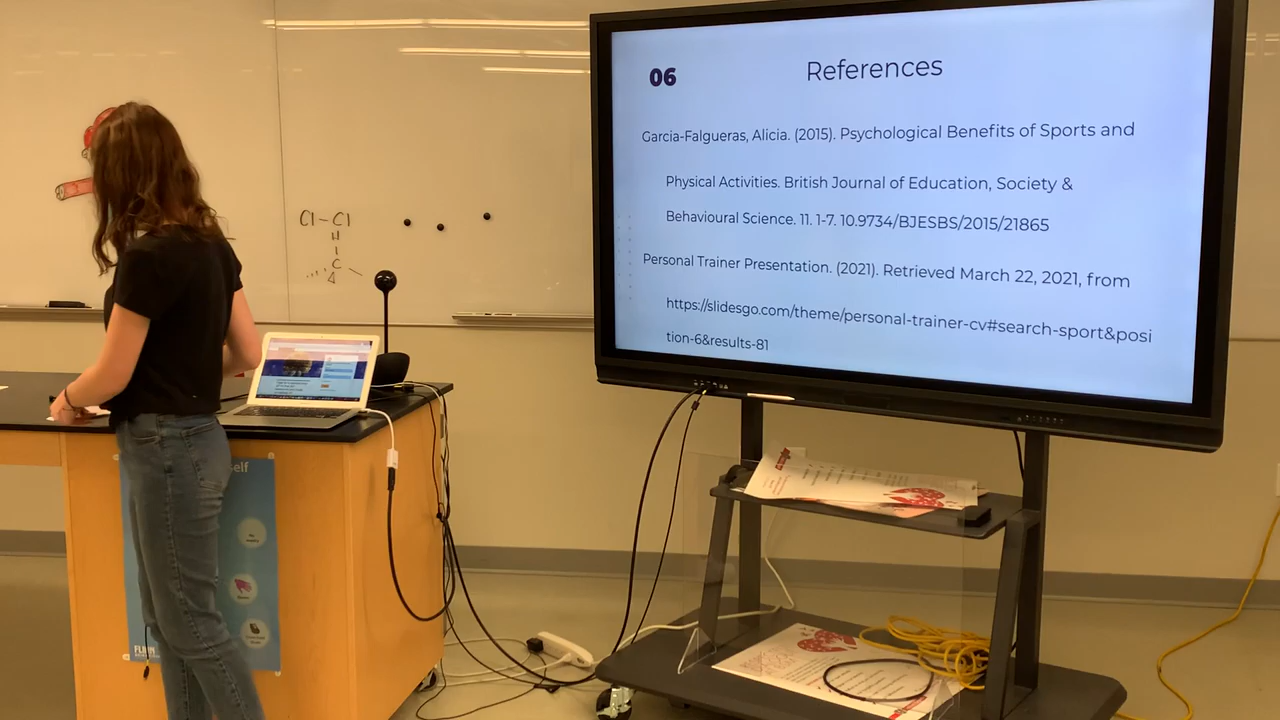 06
References
Garcia-Falgueras, Alicia. (2015). Psychological Benefits of Sports and
Physical Activities. British Journal of Education, Society &
Behavioural Science. 11. 1-7. 10.9734/BJESBS/2015/21865
Personal Trainer Presentation. (2021). Retrieved March 22, 2021, from
https://slidesgo.com/theme/personal-trainer-cv#search-sport&posi
tion-6&results-81
Cl-Cl
H
C
self
FLINN